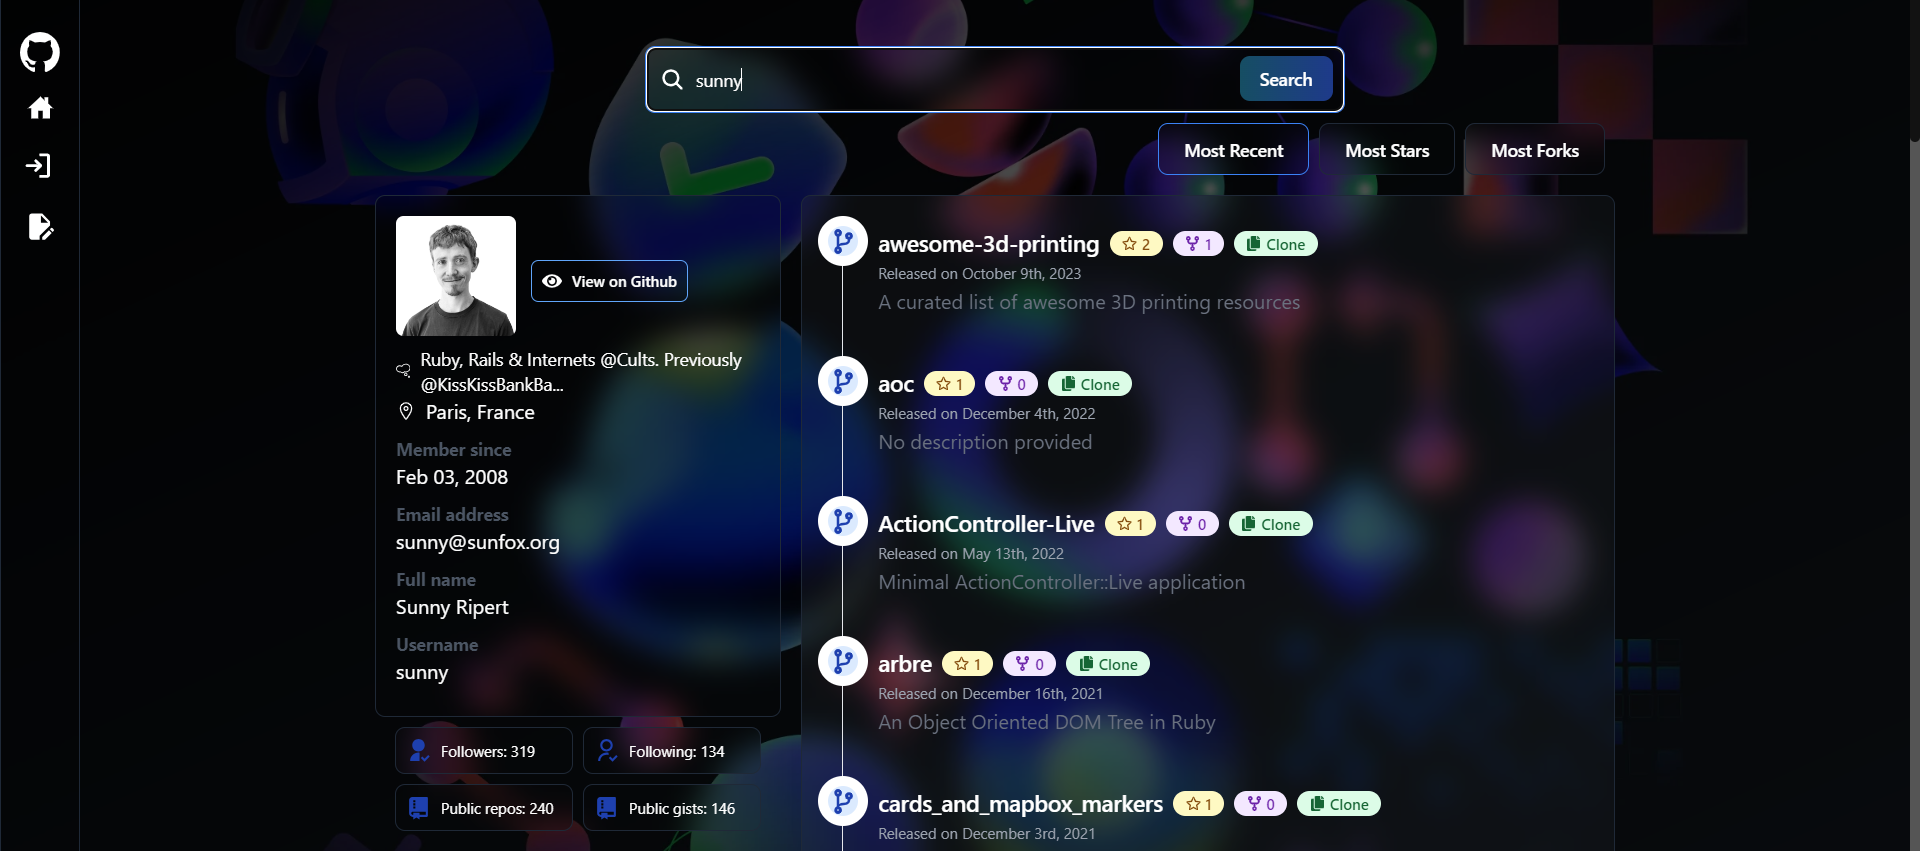 sunny
Search
Most Recent
Most Stars
Most Forks
View on Github
Ruby, Rails & Internets @Cults. Previously
@KissKissBankBa...
Paris, France
Member since
Feb 03, 2008
Email address
sunny@sunfox.org
Full name
Sunny Ripert
Username
sunny
Followers: 319
Following: 134
Public repos: 240
Public gists: 146
awesome-3d-printing 2 1 Clone
Released on October 9th, 2023
A curated list of awesome 3D printing resources
aoc 1 0 Clone
Released on December 4th, 2022
No description provided
ActionController-Live 1 0 Clone
Released on May 13th, 2022
Minimal ActionController::Live application
arbre 1 0 Clone
Released on December 16th, 2021
An Object Oriented DOM Tree in Ruby
cards_and_mapbox_markers 1 0 Clone
Released on December 3rd, 2021